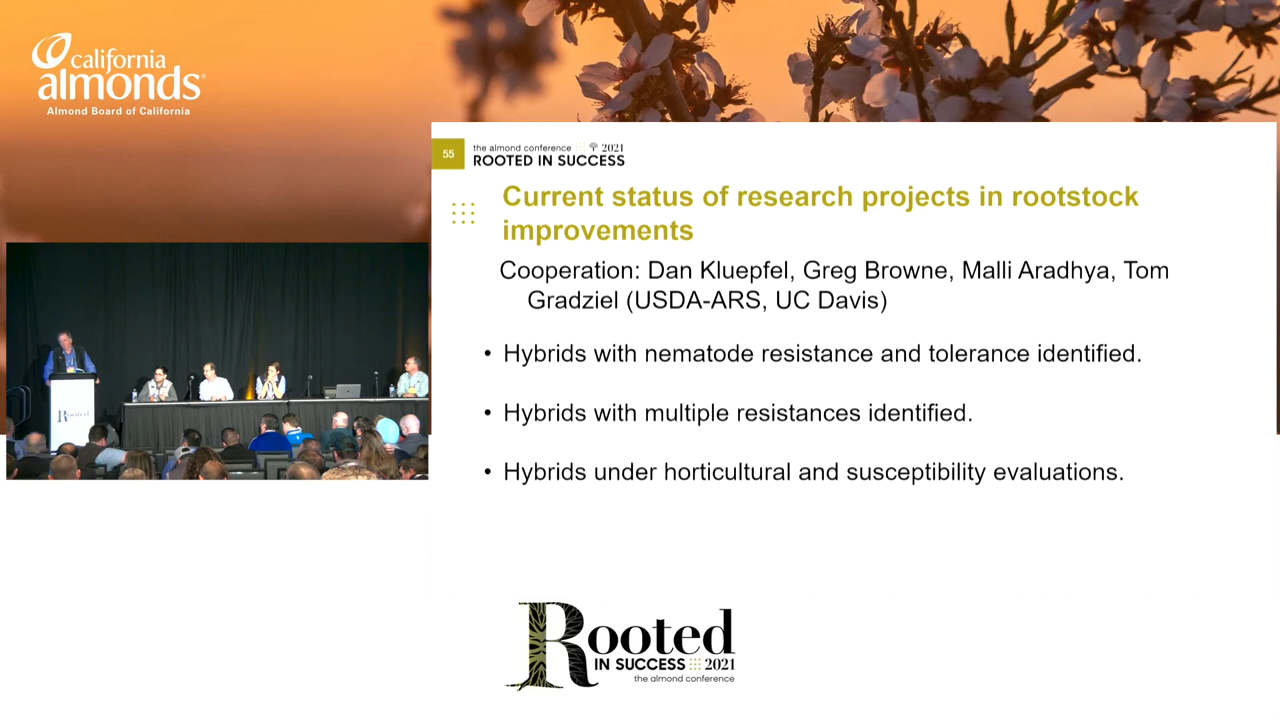 california
almonds
Almond Board of California
55
the almond conference 2021
ROOTED IN SUCCESS
Current status of research projects in rootstock
improvements
Cooperation: Dan Kluepfel, Greg Browne, Malli Aradhya, Tom
Gradziel (USDA-ARS, UC Davis)
• Hybrids with nematode resistance and tolerance identified.
• Hybrids with multiple resistances identified.
• Hybrids under horticultural and susceptibility evaluations.
Rooted
Rooted
IN SUCCESS 2021
the almond conference